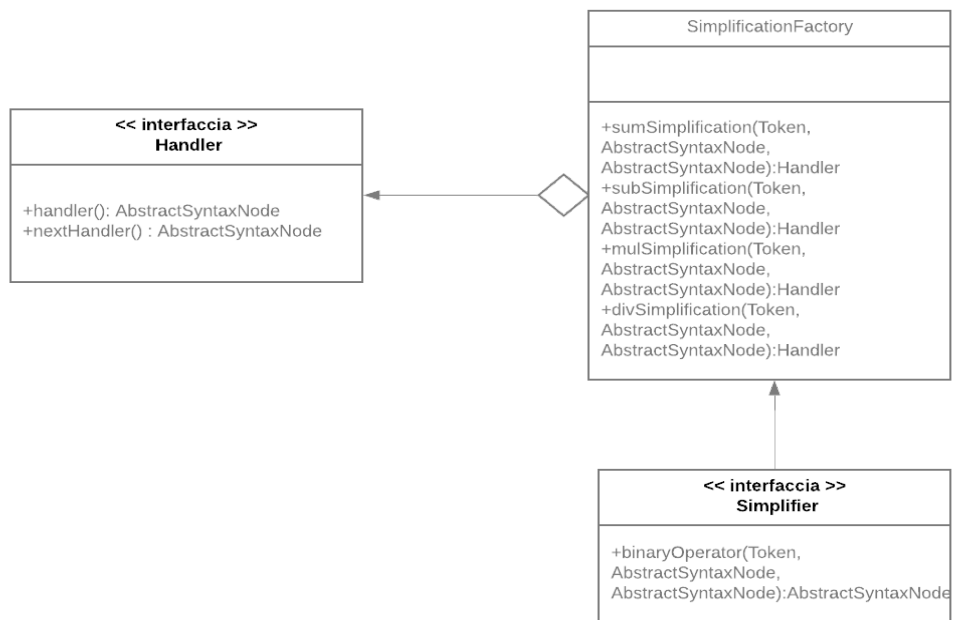 SimplificationFactory
+sumSimplification(Token,
AbstractSyntaxNode,
AbstractSyntaxNode):Handler
+subSimplification(Token,
AbstractSyntaxNode,
AbstractSyntaxNode):Handler
+mulSimplification(Token,
AbstractSyntaxNode,
AbstractSyntaxNode):Handler
+divSimplification(Token,
AbstractSyntaxNode,
AbstractSyntaxNode):Handler
<< interfaccia >>
Handler
+handler(): AbstractSyntaxNode
+nextHandler() : AbstractSyntaxNode
<< interfaccia >>
Simplifier
+binaryOperator(Token,
AbstractSyntaxNode,
AbstractSyntaxNode):AbstractSyntaxNode